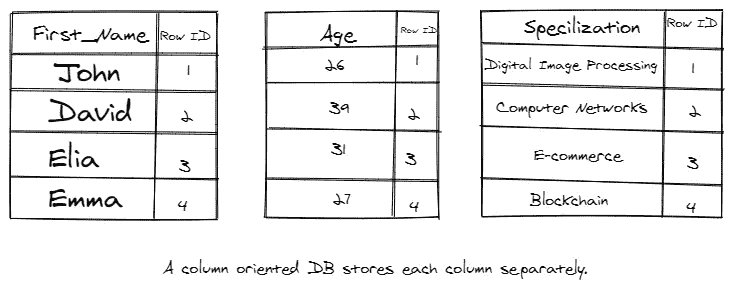 First_Name Row ID
John 1
David 2
Elia 3
Emma 4
Age Row ID
26 1
39 2
31 3
27 4
Specilization Row ID
Digital Image Processing 1
Computer Networks 2
E-commerce 3
Blockchain 4
A column oriented DB stores each column separately.